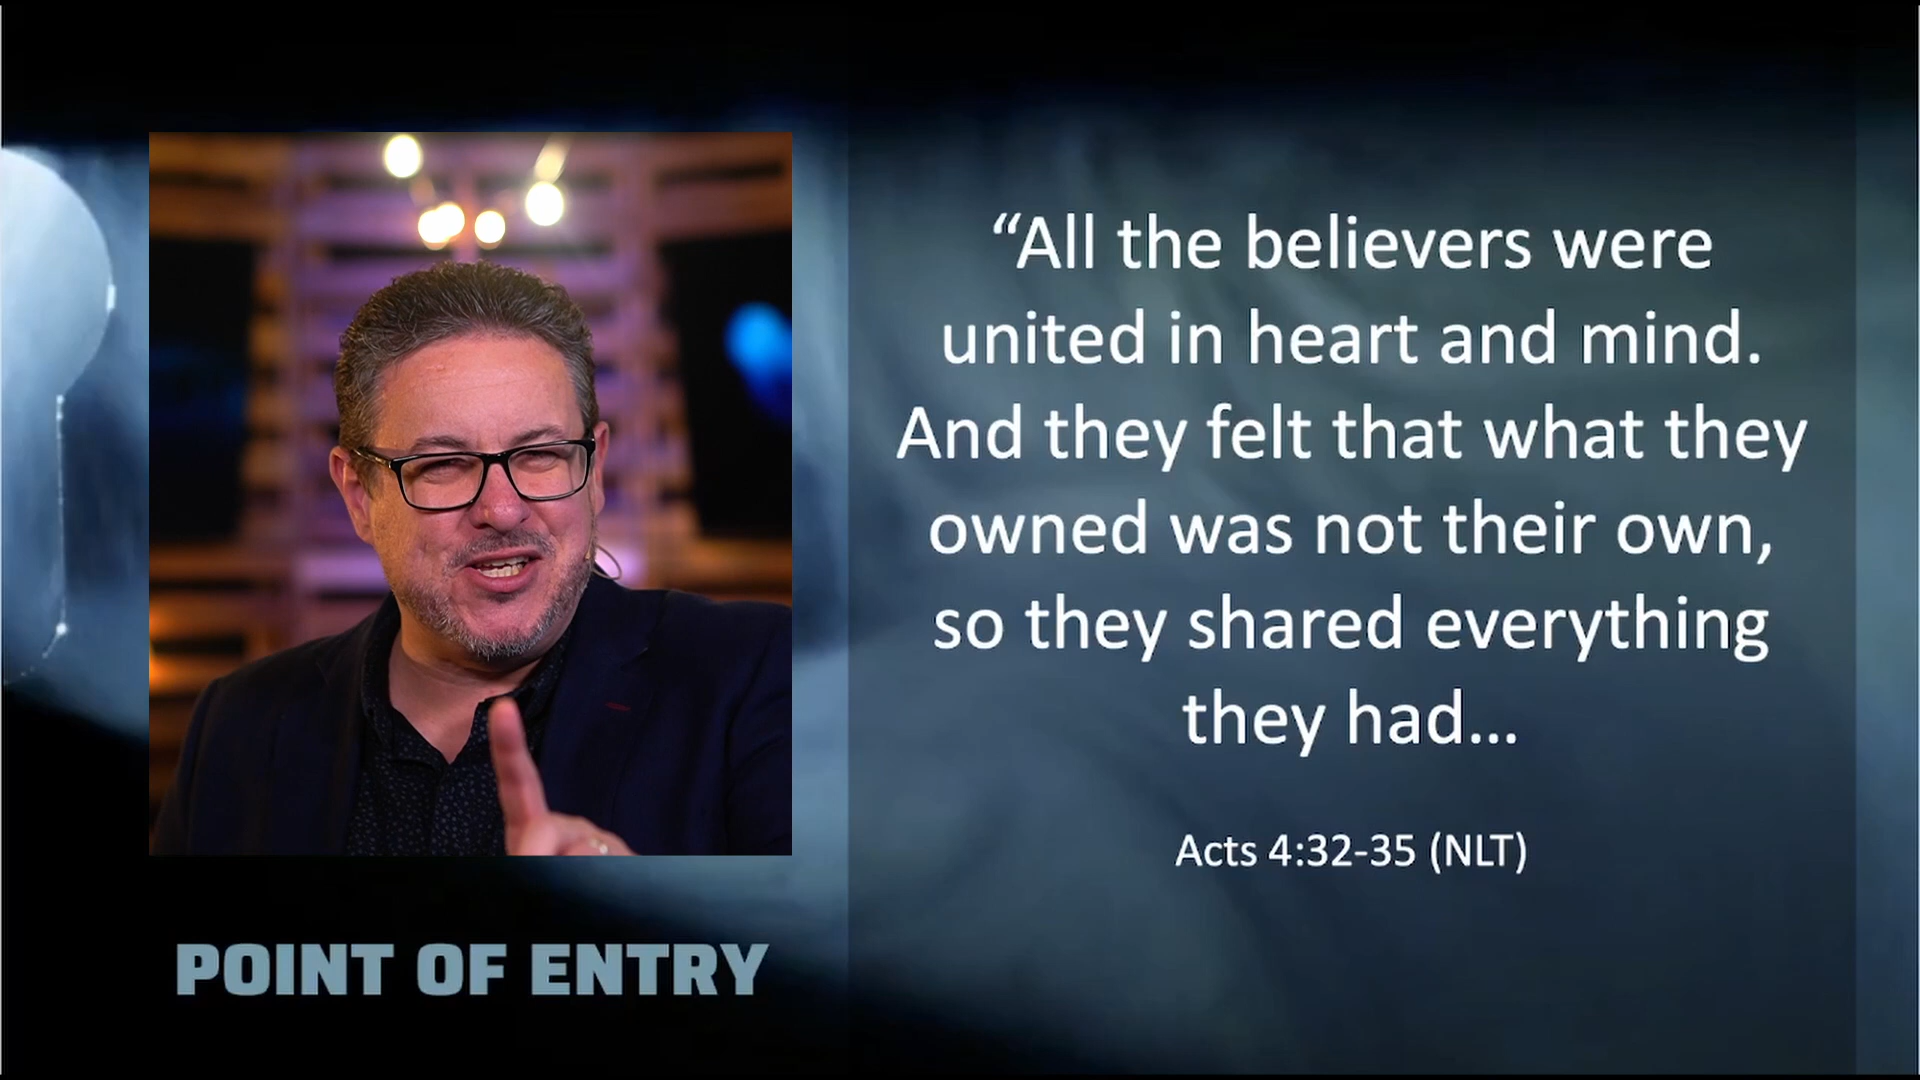 “All the believers were
united in heart and mind.
And they felt that what they
owned was not their own,
so they shared everything
they had...
Acts 4:32-35 (NLT)
POINT OF ENTRY